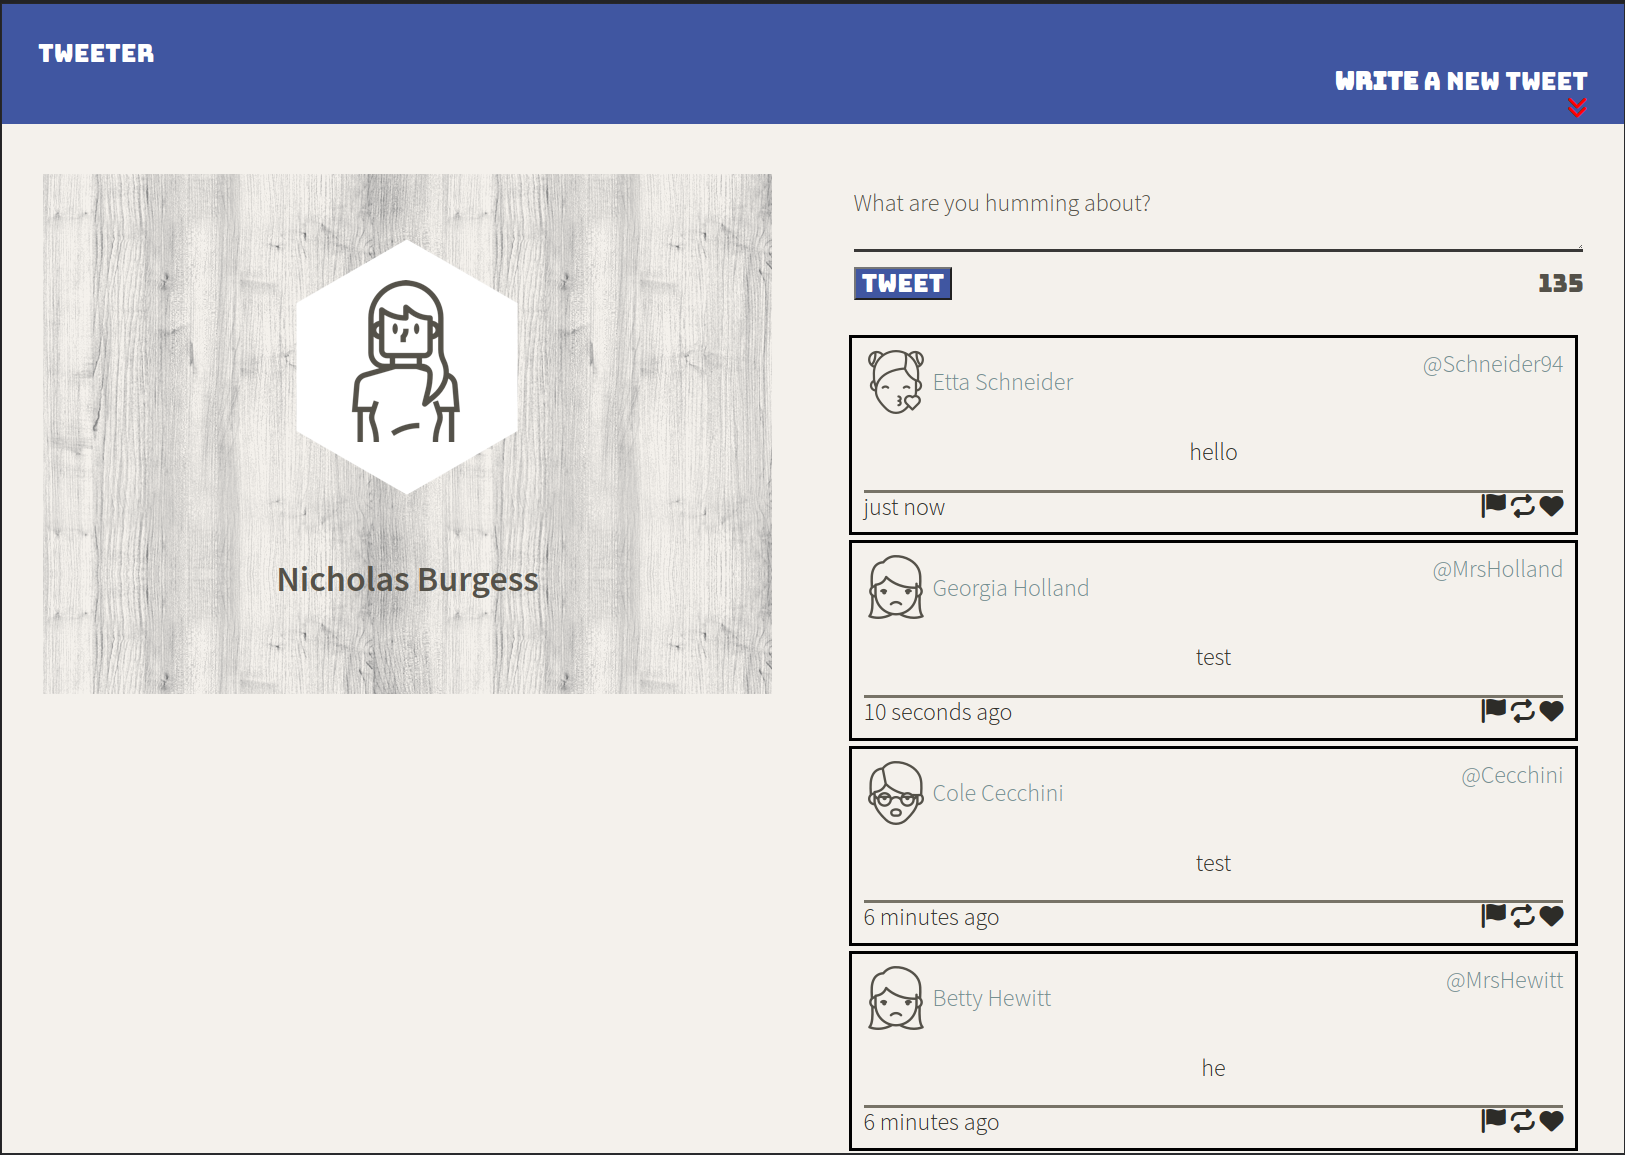 TWEETER
WRITE A NEW TWEET
Nicholas Burgess
What are you humming about?
TWEET
135
Etta Schneider
@Schneider94
hello
just now
Georgia Holland
@MrsHolland
test
10 seconds ago
Cole Cecchini
@Cecchini
test
6 minutes ago
Betty Hewitt
@MrsHewitt
he
6 minutes ago